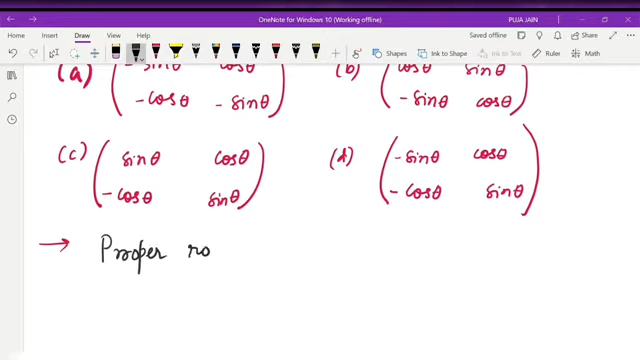 OneNote for Windows 10 (Working offline)
PUJA JAIN
File Home Insert Draw View Help Saved offline Share
Shapes Ink to Shape Ink to Text
(a) - sinθ cosθ (b) cosθ sinθ
-cosθ - sinθ -sinθ cosθ
(c) sinθ cosθ (d) -sinθ cosθ
-cosθ sinθ - cosθ sinθ
→ Proper ro